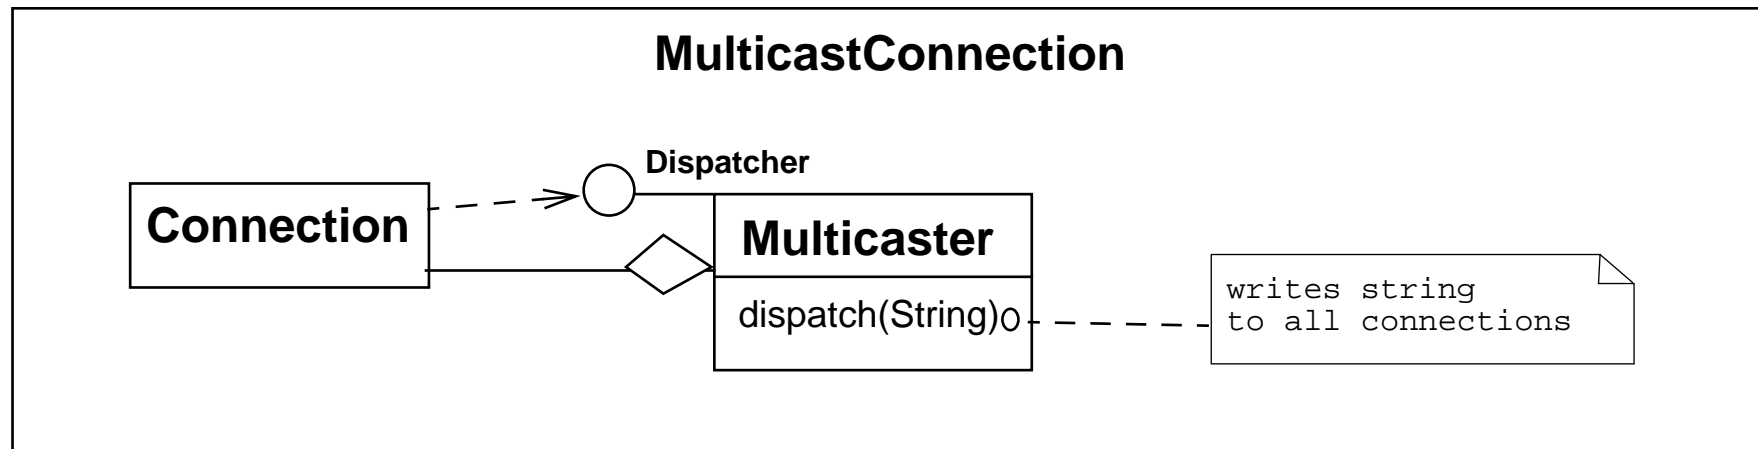 MulticastConnection
Dispatcher
Connection
Multicaster
dispatch(String)
writes string
to all connections